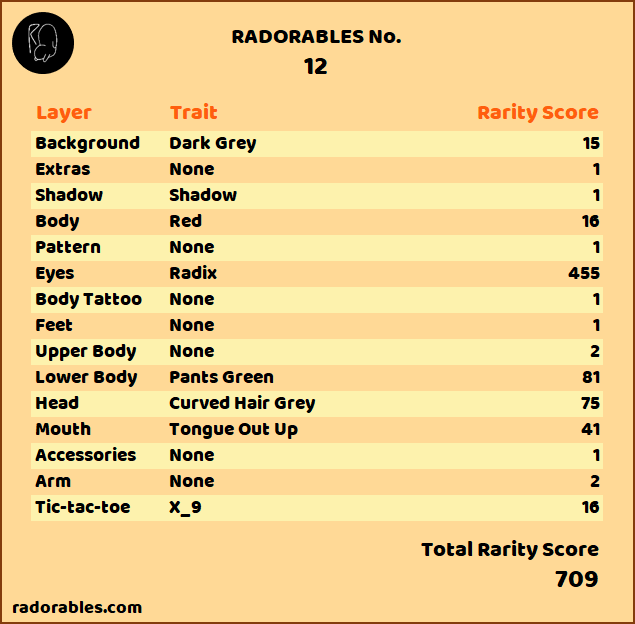 RADORABLES No.
12
Layer Trait Rarity Score
Background Dark Grey 15
Extras None 1
Shadow Shadow 1
Body Red 16
Pattern None 1
Eyes Radix 455
Body Tattoo None 1
Feet None 1
Upper Body None 2
Lower Body Pants Green 81
Head Curved Hair Grey 75
Mouth Tongue Out Up 41
Accessories None 1
Arm None 2
Tic-tac-toe X_9 16
Total Rarity Score
709
radorables.com